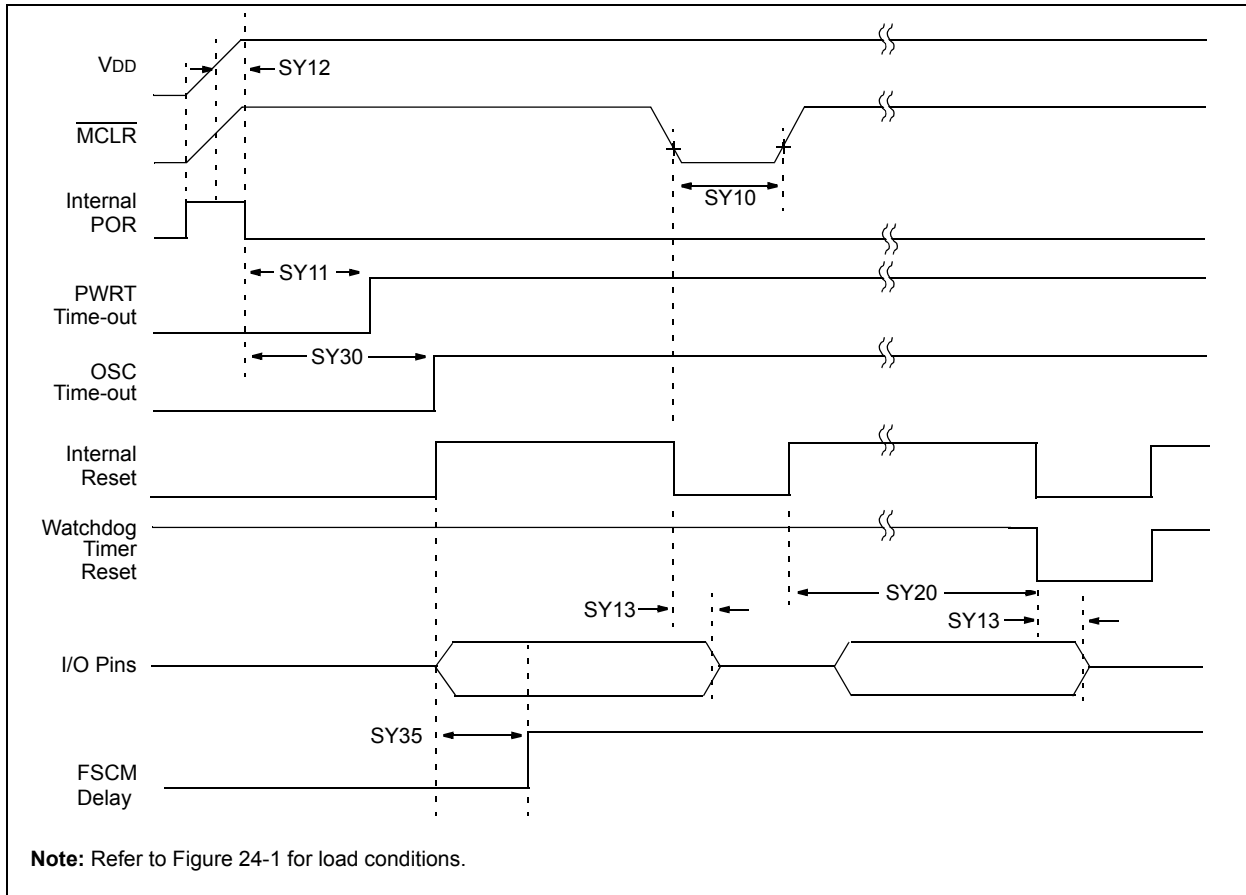 VDD
SY12
MCLR
SY10
Internal
POR
SY11
PWRT
Time-out
SY30
OSC
Time-out
Internal
Reset
Watchdog
Timer
Reset
SY20
SY13
SY13
I/O Pins
SY35
FSCM
Delay
Note: Refer to Figure 24-1 for load conditions.